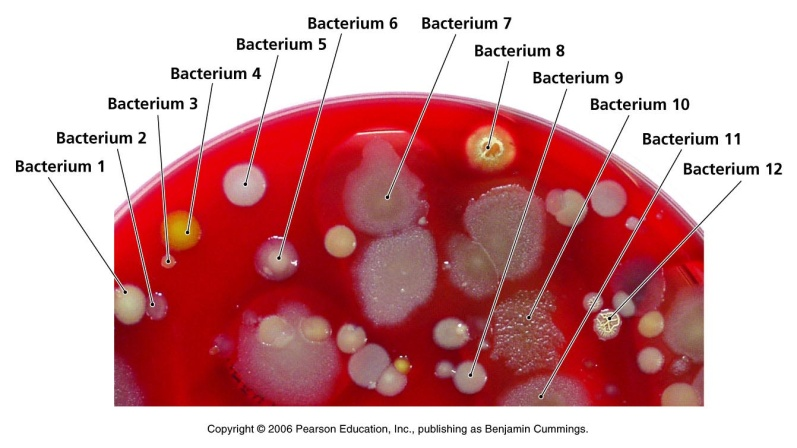 Bacterium 6
Bacterium 7
Bacterium 5
Bacterium 8
Bacterium 4
Bacterium 9
Bacterium 3
Bacterium 10
Bacterium 2
Bacterium 11
Bacterium 1
Bacterium 12
Copyright © 2006 Pearson Education, Inc., publishing as Benjamin Cummings.